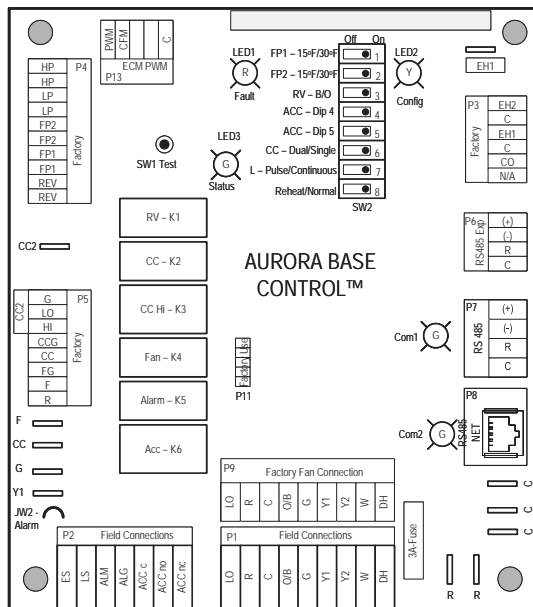 PWM
CFM
C
ECM PWM
P13
LED1
R
Fault
Off On
FP1 – 15ºF/30ºF 1
FP2 – 15ºF/30ºF 2
RV – B/O 3
ACC – Dip 4 4
ACC – Dip 5 5
CC – Dual/Single 6
L – Pulse/Continuous 7
Reheat/Normal 8
SW2
LED2
Y
Config
EH1
HP P4
HP
LP
LP
FP2
FP2
FP1
FP1
REV
REV
Factory
SW1 Test
LED3
G
Status
P3 EH2
C
EH1
C
CO
N/A
Factory
CC2
RV – K1
CC – K2
CC Hi – K3
Fan – K4
Alarm – K5
Acc – K6
AURORA BASE
CONTROL™
P6 (+)
(-)
R
C
RS485 Exp
CC2
G P5
LO
HI
CCG
CC
FG
F
R
Factory
Factory Use
P11
Com1
G
P7 (+)
(-)
R
C
RS 485
Com2
G
P8
RS485
NET
F
CC
G
Y1
JW2 -
Alarm
P9 Factory Fan Connection
LO R C O/B G Y1 Y2 W DH
P2 Field Connections
ES LS ALM ALG ACC c ACC no ACC nc
P1 Field Connections
LO R C O/B G Y1 Y2 W DH
3A-Fuse
C
C
C
R R